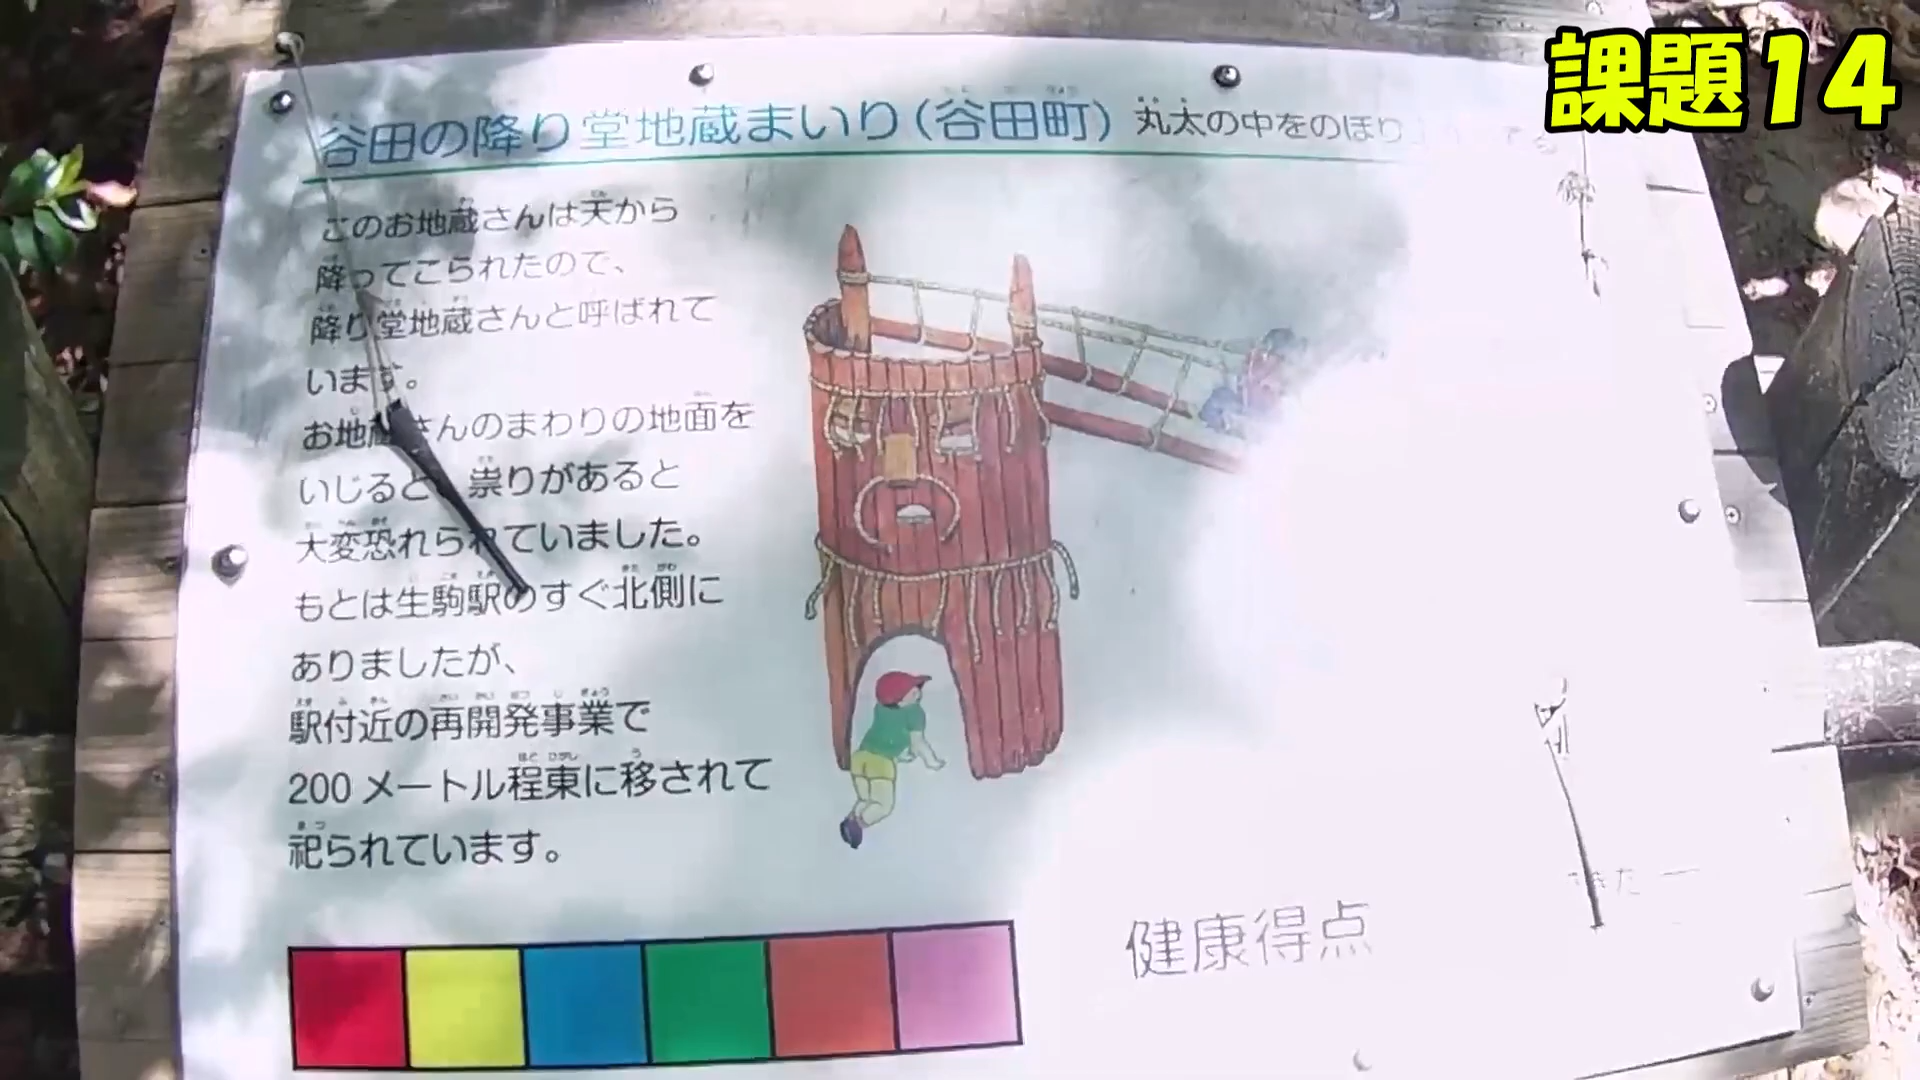 課題14
谷田の降り堂地蔵まいり(谷田町) 丸太の中をのぼり
このお地蔵さんは天から
降ってこられたので、
降り堂地蔵さんと呼ばれて
います。
お地蔵さんのまわりの地面を
いじると、祟りがあると
大変恐れられていました。
もとは生駒駅のすぐ北側に
ありましたが、
駅付近の再開発事業で
200メートル程東に移されて
祀られています。
健康得点